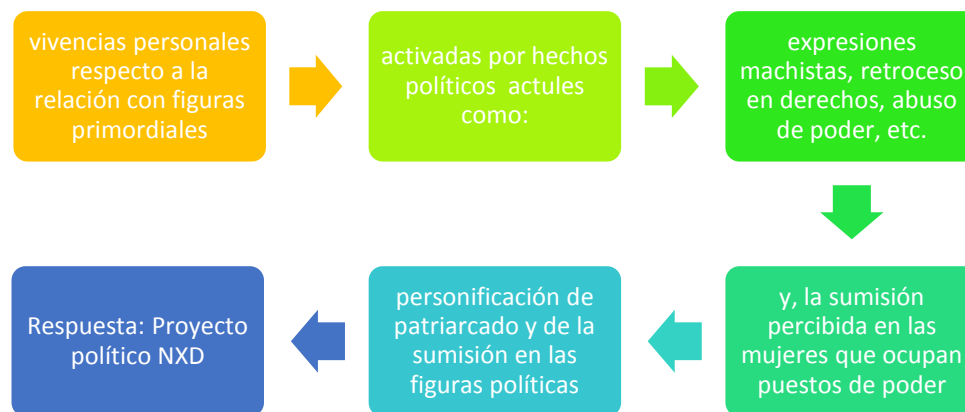 vivencias personales
respecto a la
relación con figuras
primordiales
activadas por hechos
políticos actules
como:
expresiones
machistas, retroceso
en derechos, abuso
de poder, etc.
y, la sumisión
percibida en las
mujeres que ocupan
puestos de poder
personificación de
patriarcado y de la
sumisión en las
figuras políticas
Respuesta: Proyecto
político NXD